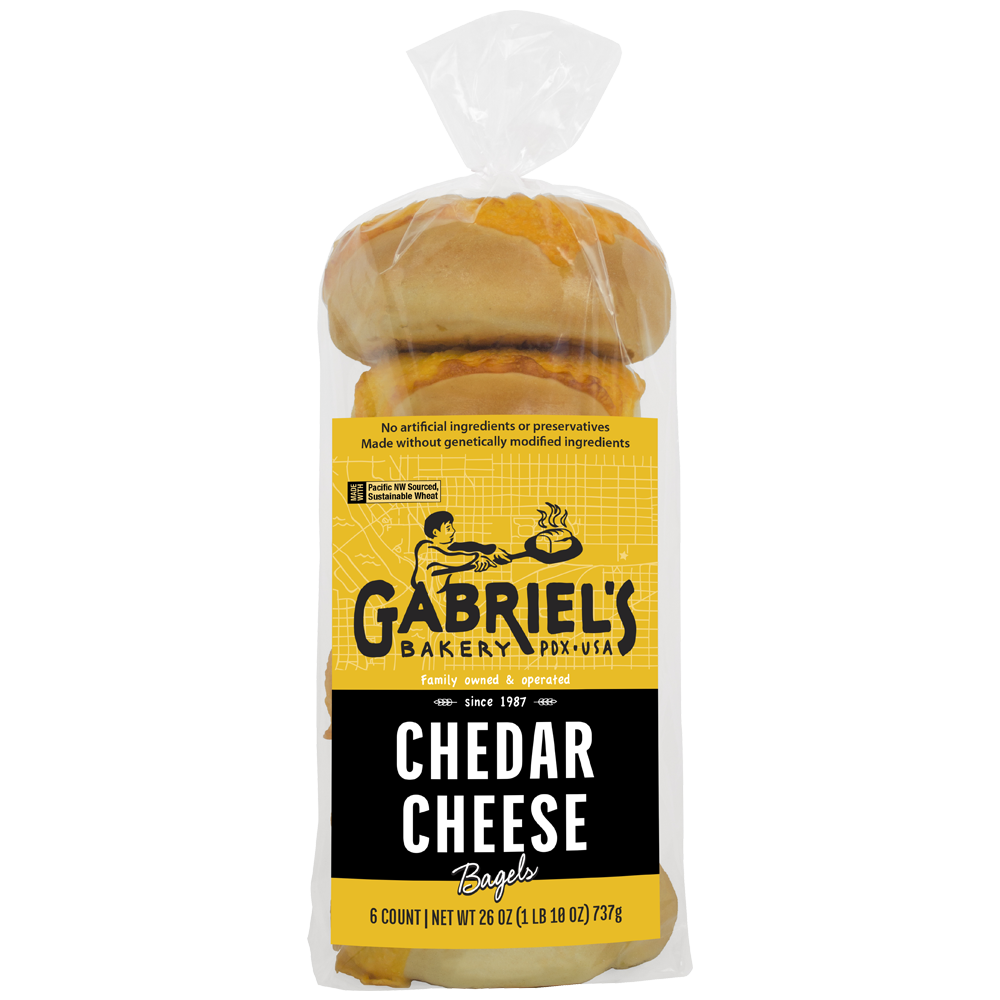 No artificial ingredients or preservatives
Made without genetically modified ingredients
MADE WITH
Pacific NW Sourced,
Sustainable Wheat
GABRIEL'S
BAKERY PDX•USA
Family owned & operated
since 1987
CHEDAR
CHEESE
Bagels
6 COUNT | NET WT 26 OZ (1 LB 10 OZ) 737g